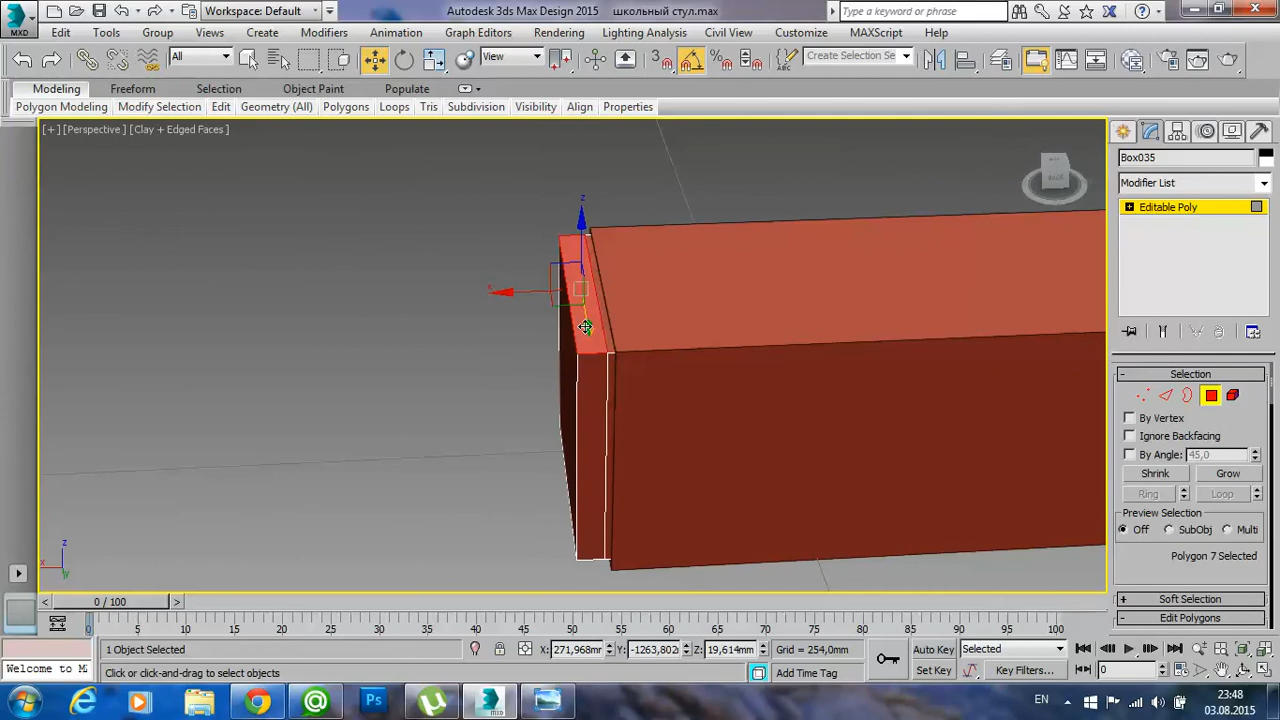 MXD
Workspace: Default
Autodesk 3ds Max Design 2015 школьный стул.max
Type a keyword or phrase
Edit Tools Group Views Create Modifiers Animation Graph Editors Rendering Lighting Analysis Civil View Customize MAXScript Help
All
View
3
Create Selection Se
Modeling Freeform Selection Object Paint Populate
Polygon Modeling Modify Selection Edit Geometry (All) Polygons Loops Tris Subdivision Visibility Align Properties
[+] [Perspective] [Clay + Edged Faces]
Box035
Modifier List
Editable Poly
BACK
z
x
Selection
By Vertex
Ignore Backfacing
By Angle: 45,0
Shrink Grow
Ring Loop
Preview Selection
Off SubObj Multi
Polygon 7 Selected
Soft Selection
Edit Polygons
z
x
y
0 / 100
0 5 10 15 20 25 30 35 40 45 50 55 60 65 70 75 80 85 90 95 100
1 Object Selected
X: 271,968mm Y: -1263,802 Z: 19,614mm Grid = 254,0mm
Auto Key Selected
Welcome to M
Click or click-and-drag to select objects
Add Time Tag
Set Key Key Filters...
0
Ps
MXD
EN
23:48
03.08.2015